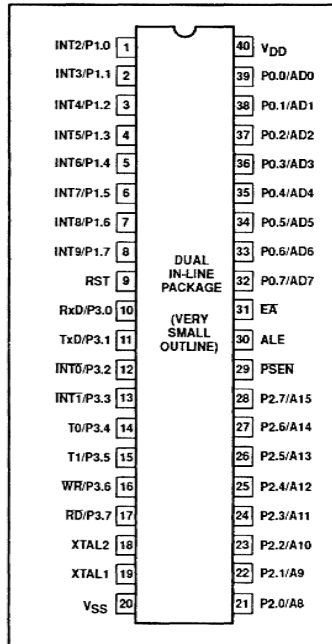 INT2/P1.0 1 40 VDD
INT3/P1.1 2 39 P0.0/AD0
INT4/P1.2 3 38 P0.1/AD1
INT5/P1.3 4 37 P0.2/AD2
INT6/P1.4 5 36 P0.3/AD3
INT7/P1.5 6 35 P0.4/AD4
INT8/P1.6 7 34 P0.5/AD5
INT9/P1.7 8 33 P0.6/AD6
RST 9 32 P0.7/AD7
RxD/P3.0 10 31 E̅A̅
TxD/P3.1 11 30 ALE
I̅N̅T̅0̅/P3.2 12 29 P̅S̅E̅N̅
I̅N̅T̅1̅/P3.3 13 28 P2.7/A15
T0/P3.4 14 27 P2.6/A14
T1/P3.5 15 26 P2.5/A13
W̅R̅/P3.6 16 25 P2.4/A12
R̅D̅/P3.7 17 24 P2.3/A11
XTAL2 18 23 P2.2/A10
XTAL1 19 22 P2.1/A9
VSS 20 21 P2.0/A8
DUAL
IN-LINE
PACKAGE
(VERY
SMALL
OUTLINE)